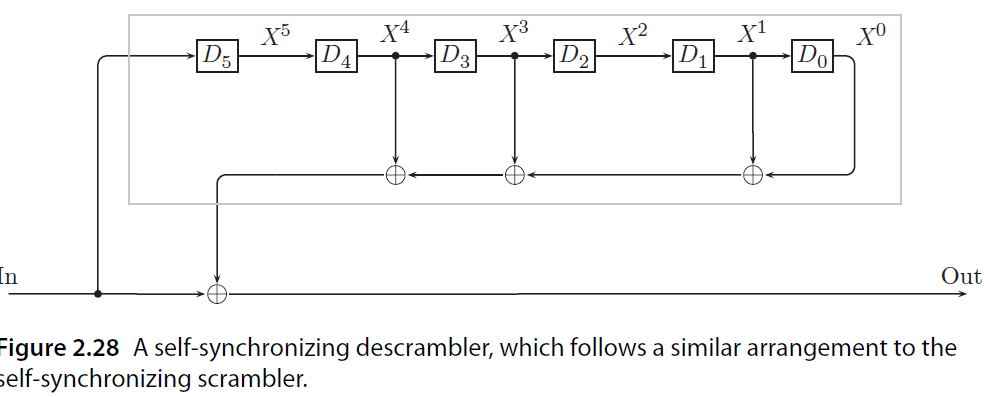 X⁵ X⁴ X³ X² X¹ X⁰
D₅ D₄ D₃ D₂ D₁ D₀
In Out
Figure 2.28 A self-synchronizing descrambler, which follows a similar arrangement to the
self-synchronizing scrambler.